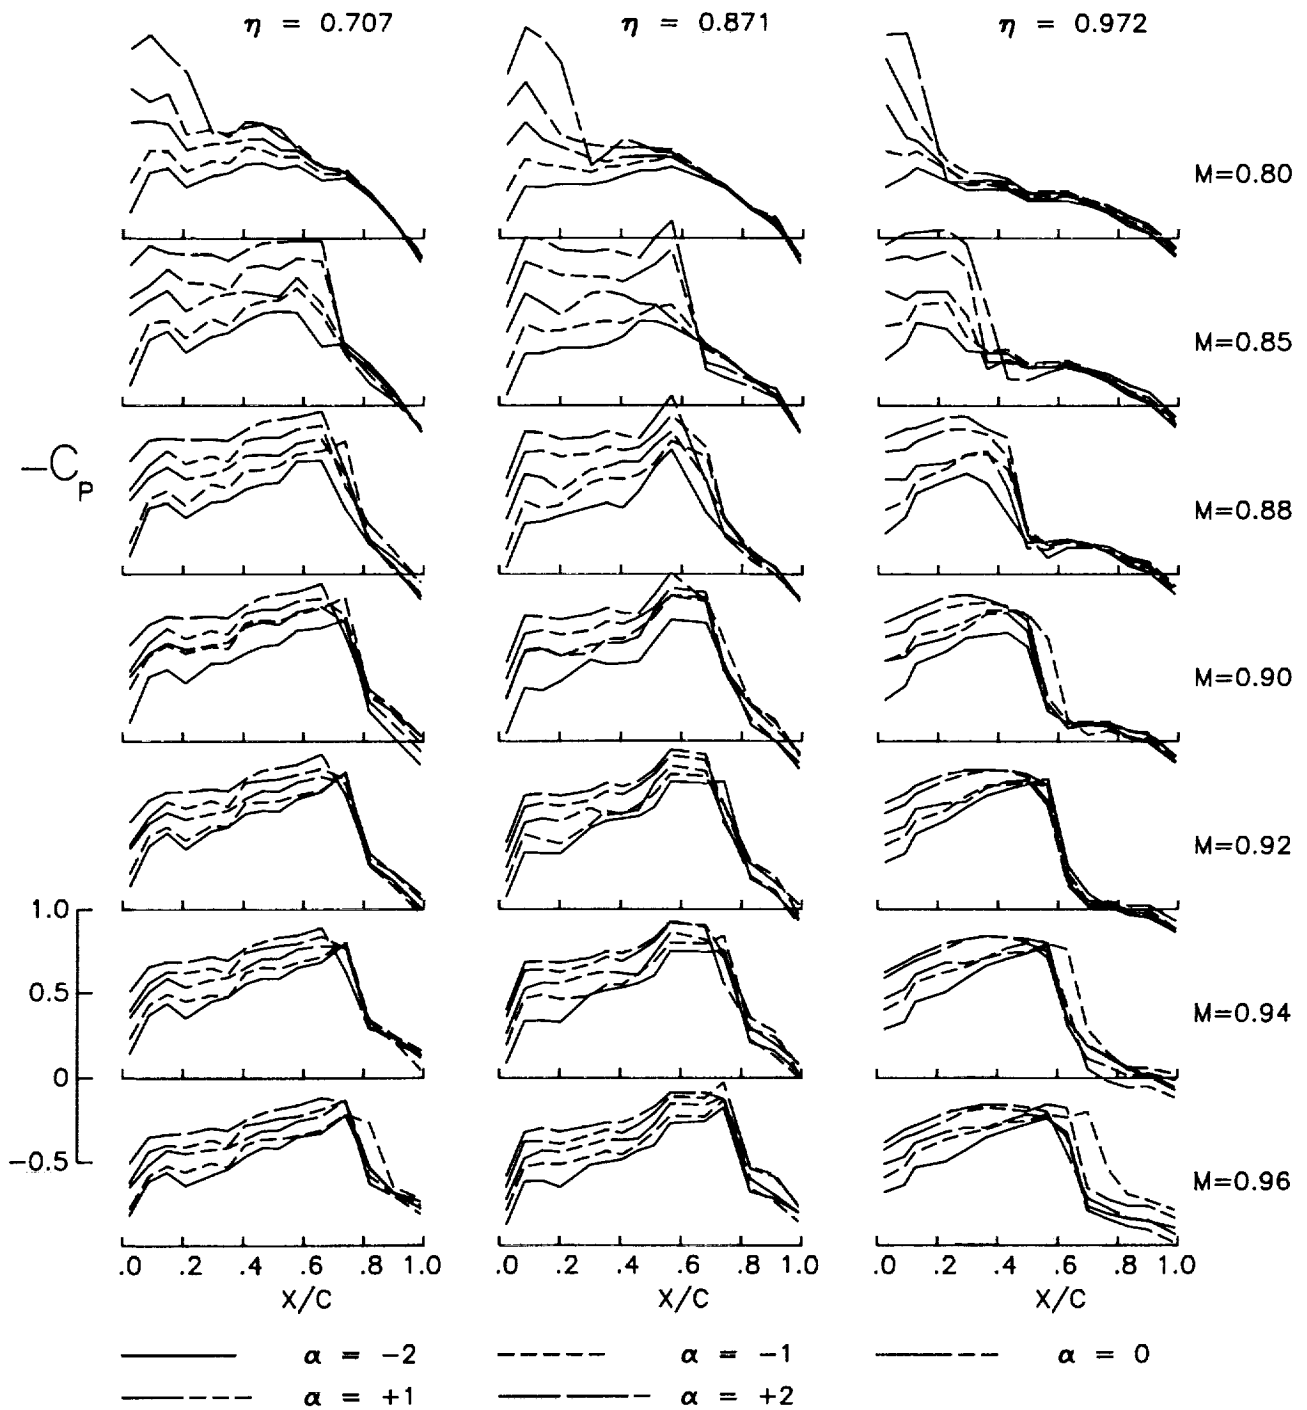 η = 0.707 η = 0.871 η = 0.972
M=0.80
M=0.85
-C_P
M=0.88
M=0.90
M=0.92
1.0
0.5
M=0.94
0
-0.5
M=0.96
.0 .2 .4 .6 .8 1.0 .0 .2 .4 .6 .8 1.0 .0 .2 .4 .6 .8 1.0
X/C X/C X/C
α = -2 α = -1 α = 0
α = +1 α = +2